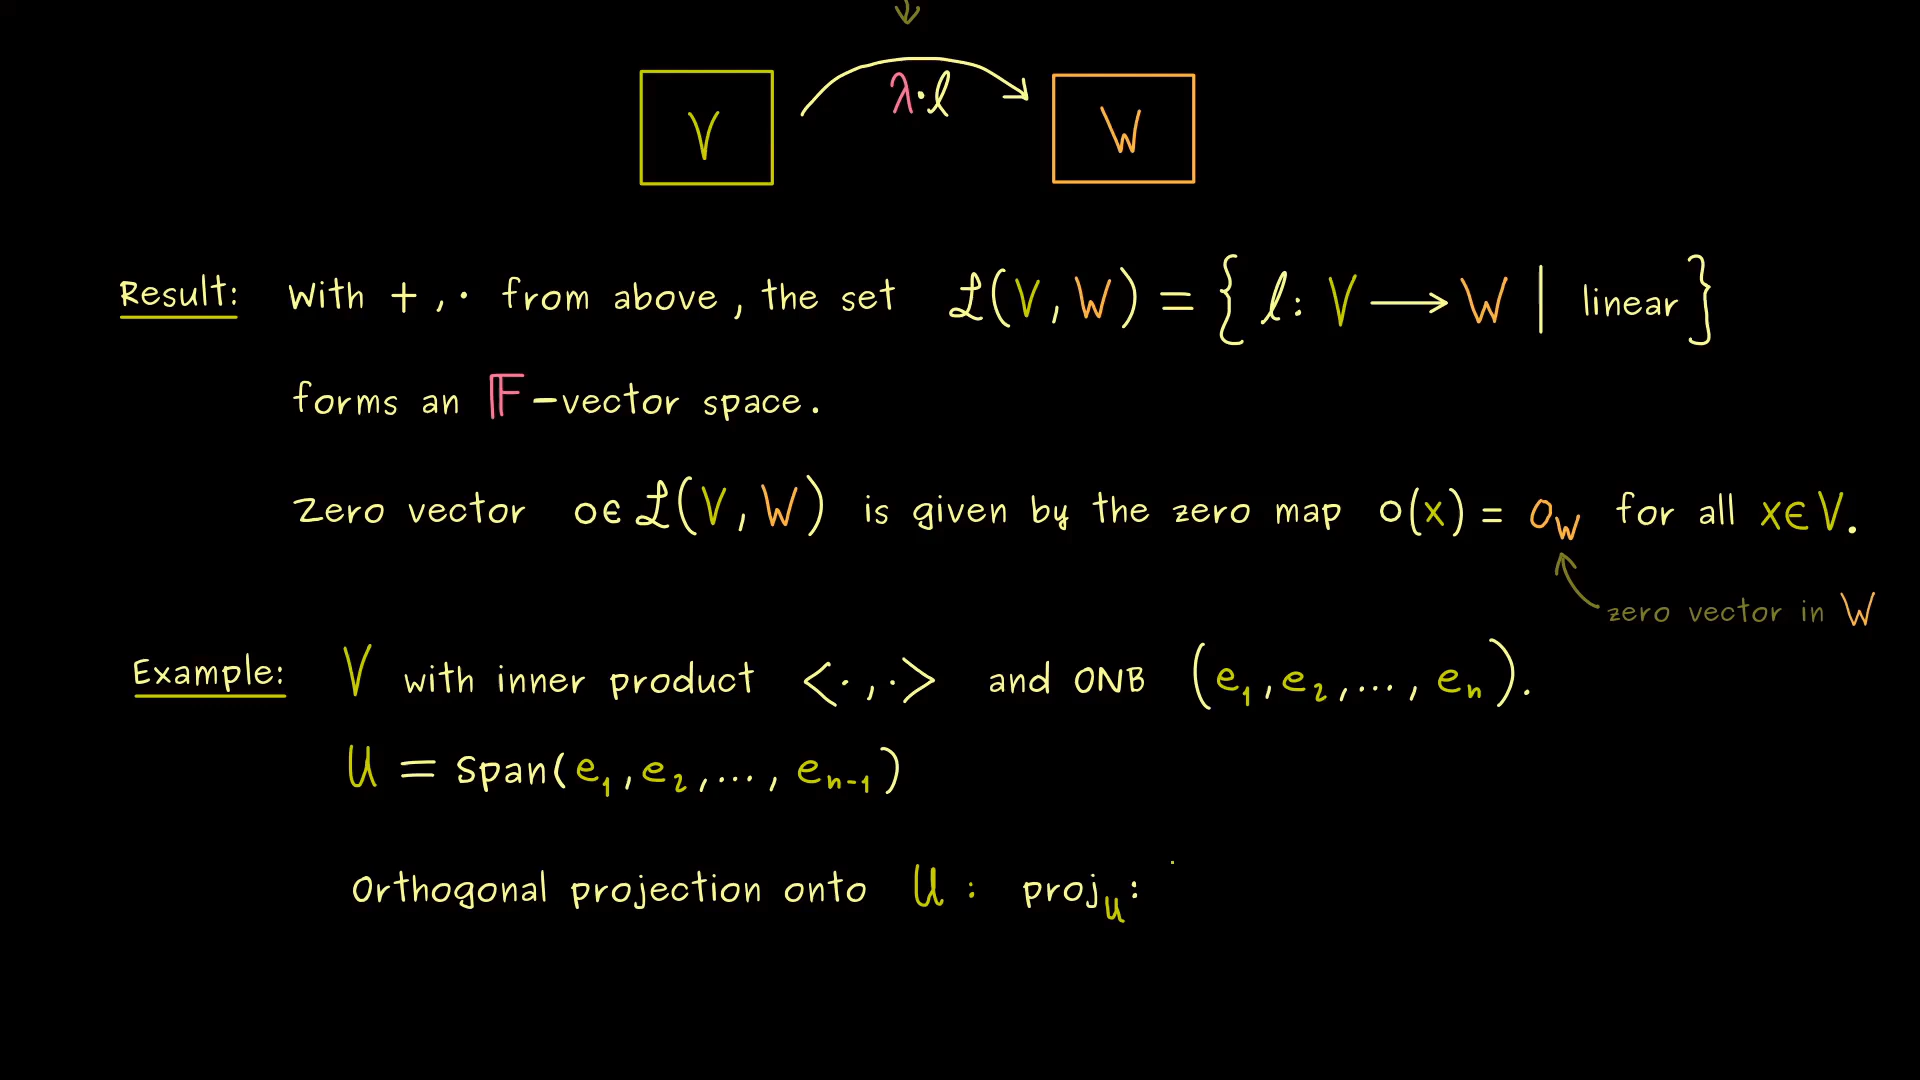 V λ·ℓ W
Result: With +, · from above, the set ℒ(V, W) = { ℓ: V ⟶ W | linear }
forms an 𝔽-vector space.
Zero vector o ∈ ℒ(V, W) is given by the zero map o(x) = o_W for all x ∈ V.
zero vector in W
Example: V with inner product <·,·> and ONB (e₁, e₂, ..., eₙ).
U = Span(e₁, e₂, ..., eₙ₋₁)
Orthogonal projection onto U : proj_U: